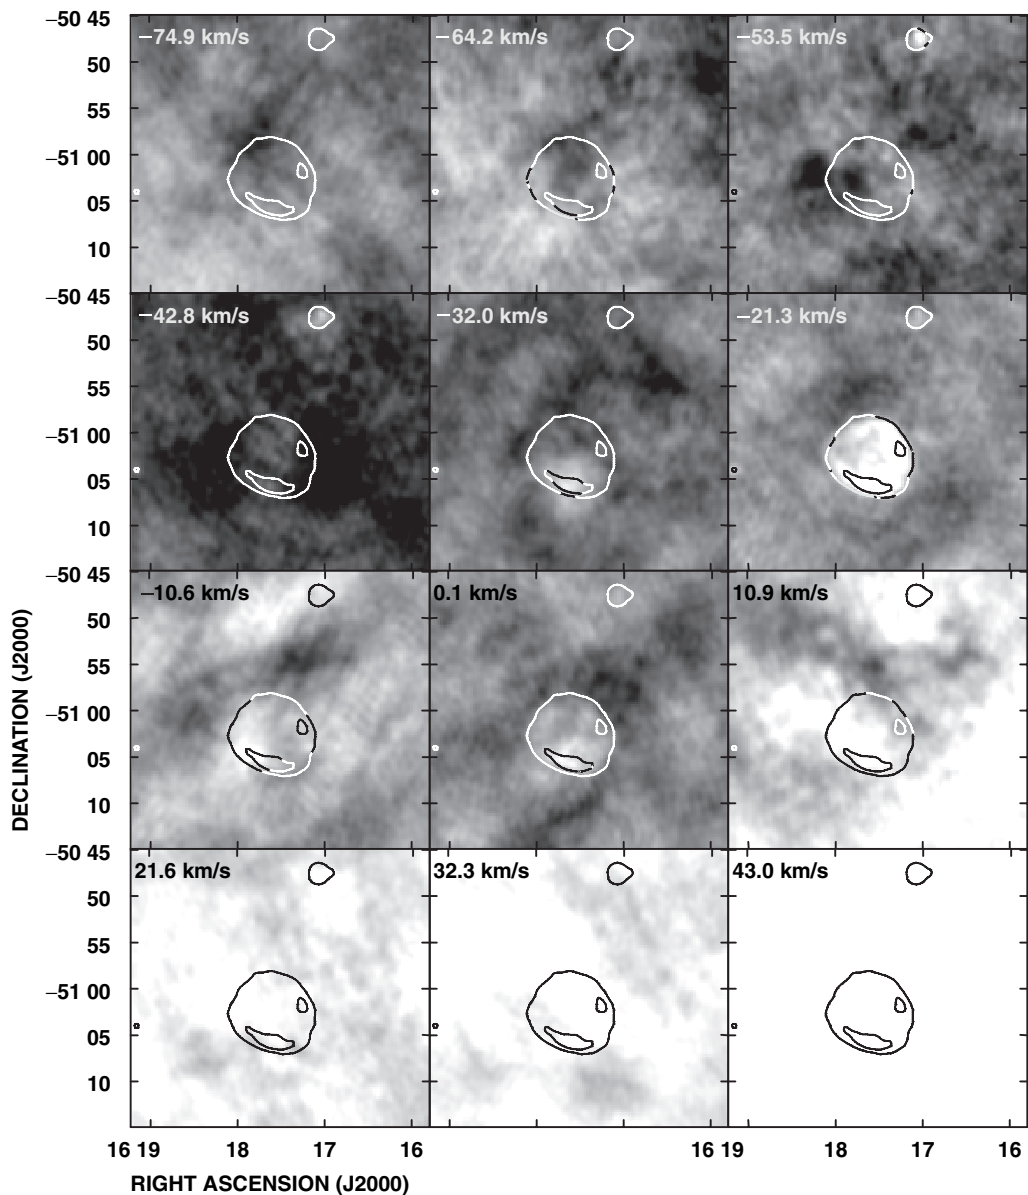 −50 45
−74.9 km/s
−64.2 km/s
−53.5 km/s
50
55
−51 00
05
10
−50 45
−42.8 km/s
−32.0 km/s
−21.3 km/s
50
55
−51 00
05
10
−50 45
−10.6 km/s
0.1 km/s
10.9 km/s
50
55
−51 00
05
10
−50 45
21.6 km/s
32.3 km/s
43.0 km/s
50
55
−51 00
05
10
DECLINATION (J2000)
16 19 18 17 16 16 19 18 17 16
RIGHT ASCENSION (J2000)